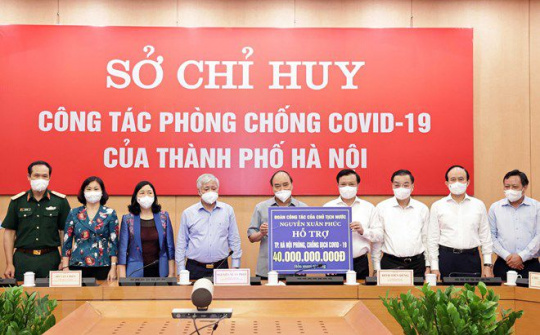 SỞ CHỈ HUY
CÔNG TÁC PHÒNG CHỐNG COVID-19
CỦA THÀNH PHỐ HÀ NỘI
ĐOÀN CÔNG TÁC CỦA CHỦ TỊCH NƯỚC
NGUYỄN XUÂN PHÚC
HỖ TRỢ
TP. HÀ NỘI PHÒNG, CHỐNG DỊCH COVID - 19
40.000.000.000Đ